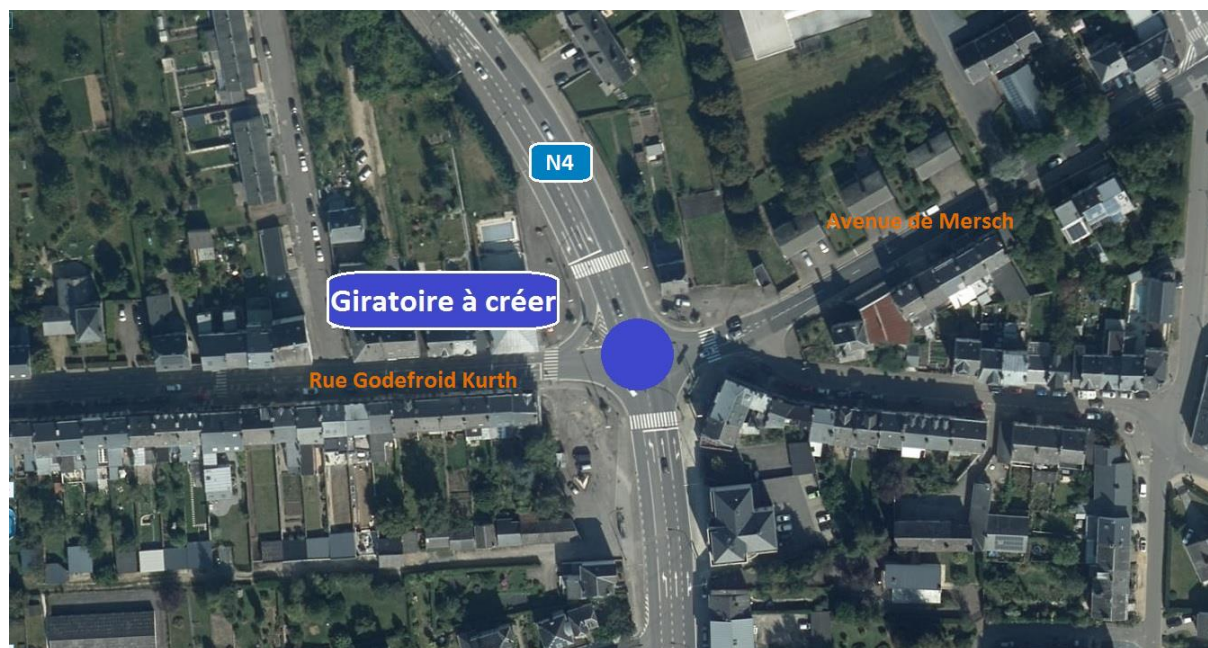 N4
Avenue de Mersch
Giratoire à créer
Rue Godefroid Kurth